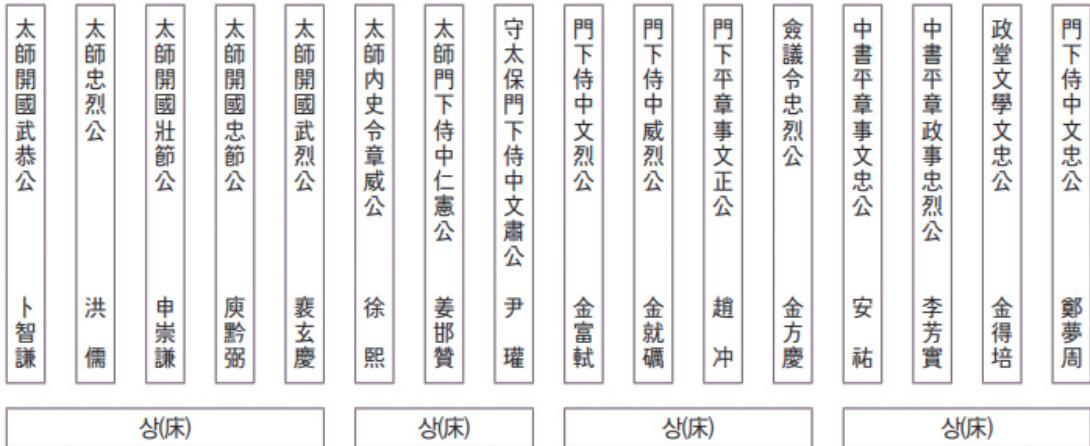 太師開國武恭公 卜智謙
太師忠烈公 洪儒
太師開國壯節公 申崇謙
太師開國忠節公 庾黔弼
太師開國武烈公 裵玄慶
太師内史令章威公 徐熙
太師門下侍中仁憲公 姜邯贊
守太保門下侍中文肅公 尹瓘
門下侍中文烈公 金富軾
門下侍中威烈公 金就礪
門下平章事文正公 趙冲
僉議令忠烈公 金方慶
中書平章事文忠公 安祐
中書平章政事忠烈公 李芳實
政堂文學文忠公 金得培
門下侍中文忠公 鄭夢周
상(床)
상(床)
상(床)
상(床)